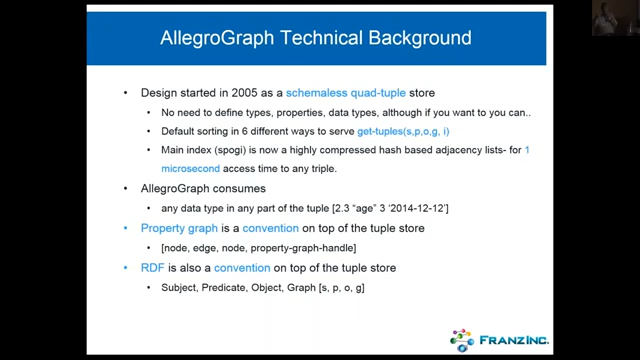 AllegroGraph Technical Background
• Design started in 2005 as a schemaless quad-tuple store
• No need to define types, properties, data types, although if you want to you can..
• Default sorting in 6 different ways to serve get-tuples(s,p,o,g, i)
• Main index (spogi) is now a highly compressed hash based adjacency lists- for 1
microsecond access time to any triple.
• AllegroGraph consumes
• any data type in any part of the tuple [2.3 “age” 3 ‘2014-12-12’]
• Property graph is a convention on top of the tuple store
• [node, edge, node, property-graph-handle]
• RDF is also a convention on top of the tuple store
• Subject, Predicate, Object, Graph [s, p, o, g]
FRANZ INC.